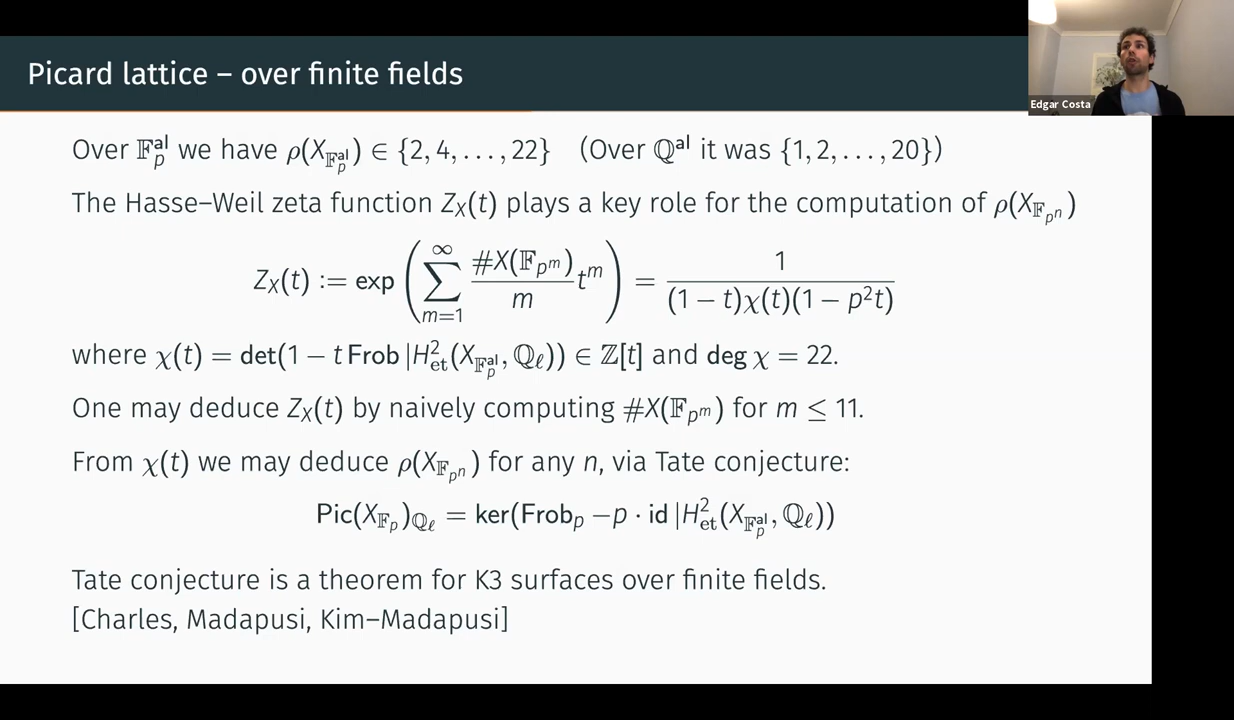 Picard lattice – over finite fields
Edgar Costa
Over 𝔽ₚᵃˡ we have ρ(X_{𝔽ₚᵃˡ}) ∈ {2, 4, . . . , 22} (Over ℚᵃˡ it was {1, 2, . . . , 20})
The Hasse–Weil zeta function Z_X(t) plays a key role for the computation of ρ(X_{𝔽_{pⁿ}})
Z_X(t) := exp ( ∑_{m=1}^{∞} #X(𝔽_{p^m})/m t^m ) = 1/((1 − t)χ(t)(1 − p²t))
where χ(t) = det(1 − t Frob |H²_et(X_{𝔽ₚᵃˡ}, ℚ_ℓ)) ∈ ℤ[t] and deg χ = 22.
One may deduce Z_X(t) by naively computing #X(𝔽_{p^m}) for m ≤ 11.
From χ(t) we may deduce ρ(X_{𝔽_{pⁿ}}) for any n, via Tate conjecture:
Pic(X_{𝔽ₚ})_{ℚ_ℓ} = ker(Frobₚ −p · id |H²_et(X_{𝔽ₚᵃˡ}, ℚ_ℓ))
Tate conjecture is a theorem for K3 surfaces over finite fields.
[Charles, Madapusi, Kim–Madapusi]